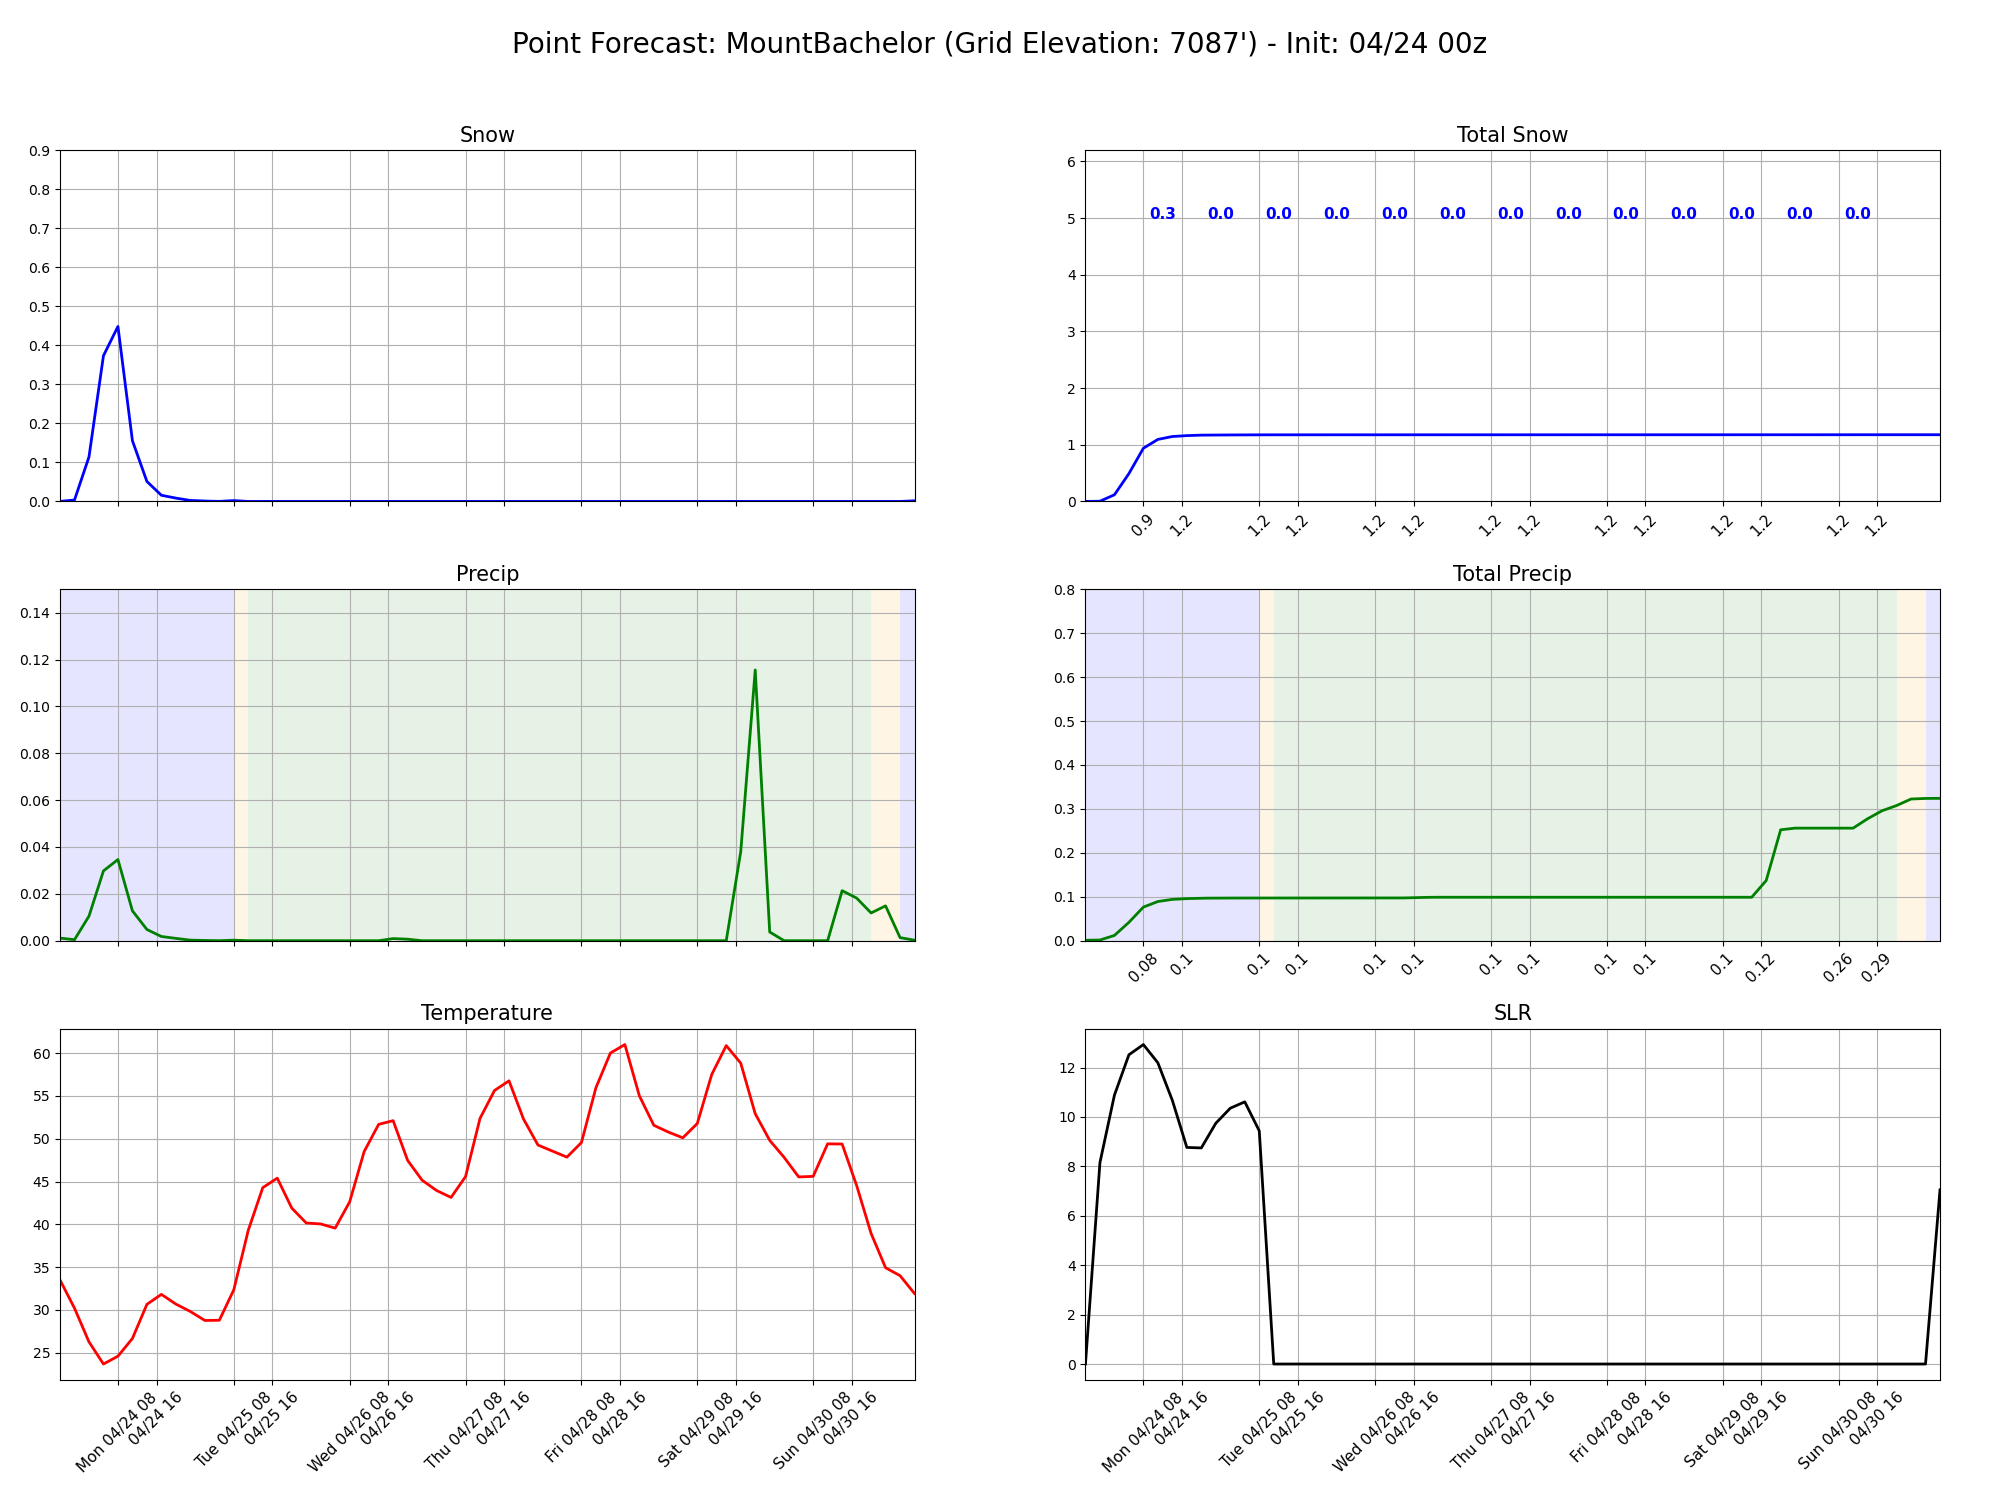 Point Forecast: MountBachelor (Grid Elevation: 7087') - Init: 04/24 00z
Snow
0.9
0.8
0.7
0.6
0.5
0.4
0.3
0.2
0.1
0.0
Total Snow
6
5
4
3
2
1
0
0.3 0.0 0.0 0.0 0.0 0.0 0.0 0.0 0.0 0.0 0.0 0.0 0.0
0.9 1.2 1.2 1.2 1.2 1.2 1.2 1.2 1.2 1.2 1.2 1.2 1.2 1.2
Precip
0.14
0.12
0.10
0.08
0.06
0.04
0.02
0.00
Total Precip
0.8
0.7
0.6
0.5
0.4
0.3
0.2
0.1
0.0
0.08 0.1 0.1 0.1 0.1 0.1 0.1 0.1 0.1 0.1 0.1 0.12 0.26 0.29
Temperature
60
55
50
45
40
35
30
25
Mon 04/24 08
04/24 16
Tue 04/25 08
04/25 16
Wed 04/26 08
04/26 16
Thu 04/27 08
04/27 16
Fri 04/28 08
04/28 16
Sat 04/29 08
04/29 16
Sun 04/30 08
04/30 16
SLR
12
10
8
6
4
2
0
Mon 04/24 08
04/24 16
Tue 04/25 08
04/25 16
Wed 04/26 08
04/26 16
Thu 04/27 08
04/27 16
Fri 04/28 08
04/28 16
Sat 04/29 08
04/29 16
Sun 04/30 08
04/30 16